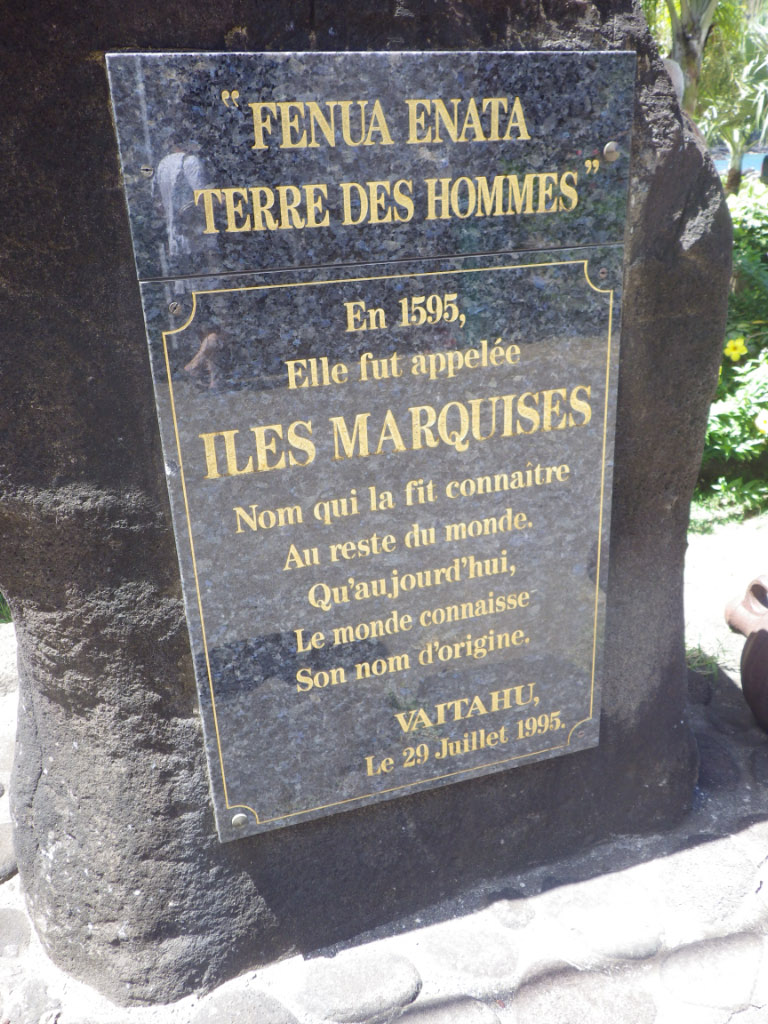 "FENUA ENATA
TERRE DES HOMMES"
En 1595,
Elle fut appelée
ILES MARQUISES
Nom qui la fit connaître
Au reste du monde.
Qu'aujourd'hui,
Le monde connaisse
Son nom d'origine.
VAITAHU,
Le 29 Juillet 1995.